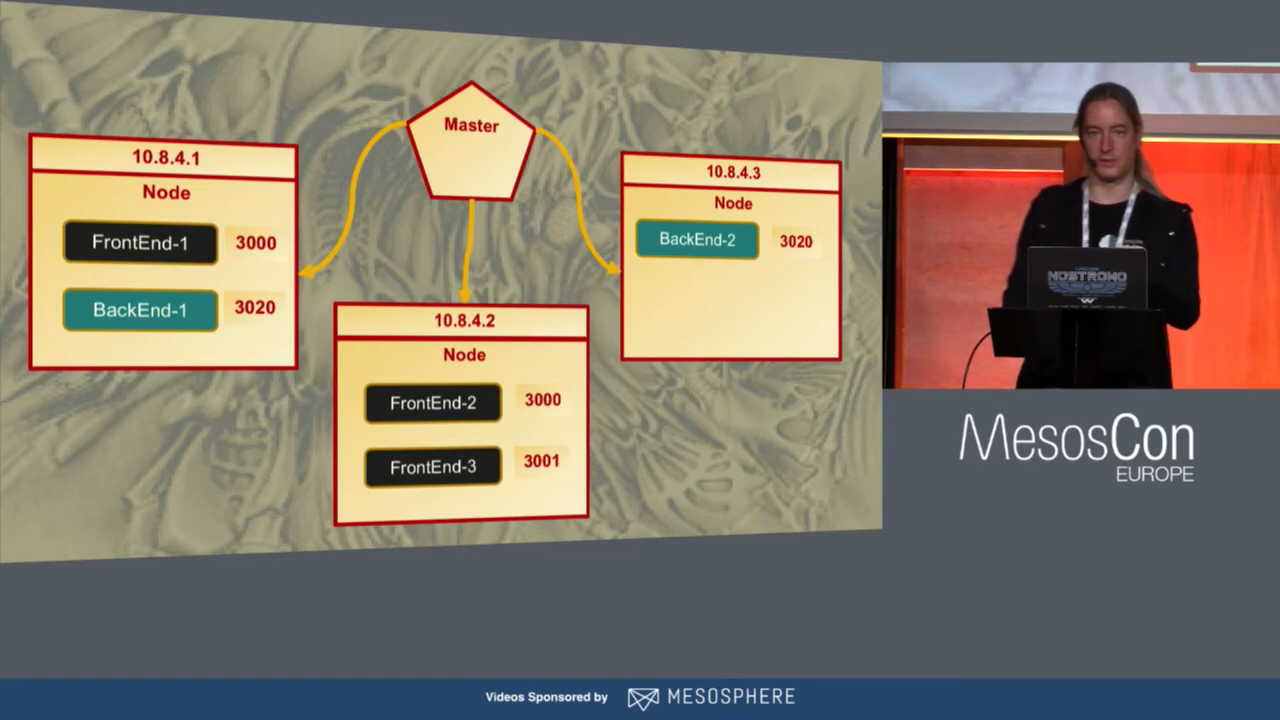 Master
10.8.4.1
Node
FrontEnd-1 3000
BackEnd-1 3020
10.8.4.2
Node
FrontEnd-2 3000
FrontEnd-3 3001
10.8.4.3
Node
BackEnd-2 3020
NOSTROMO
MesosCon
EUROPE
Videos Sponsored by MESOSPHERE